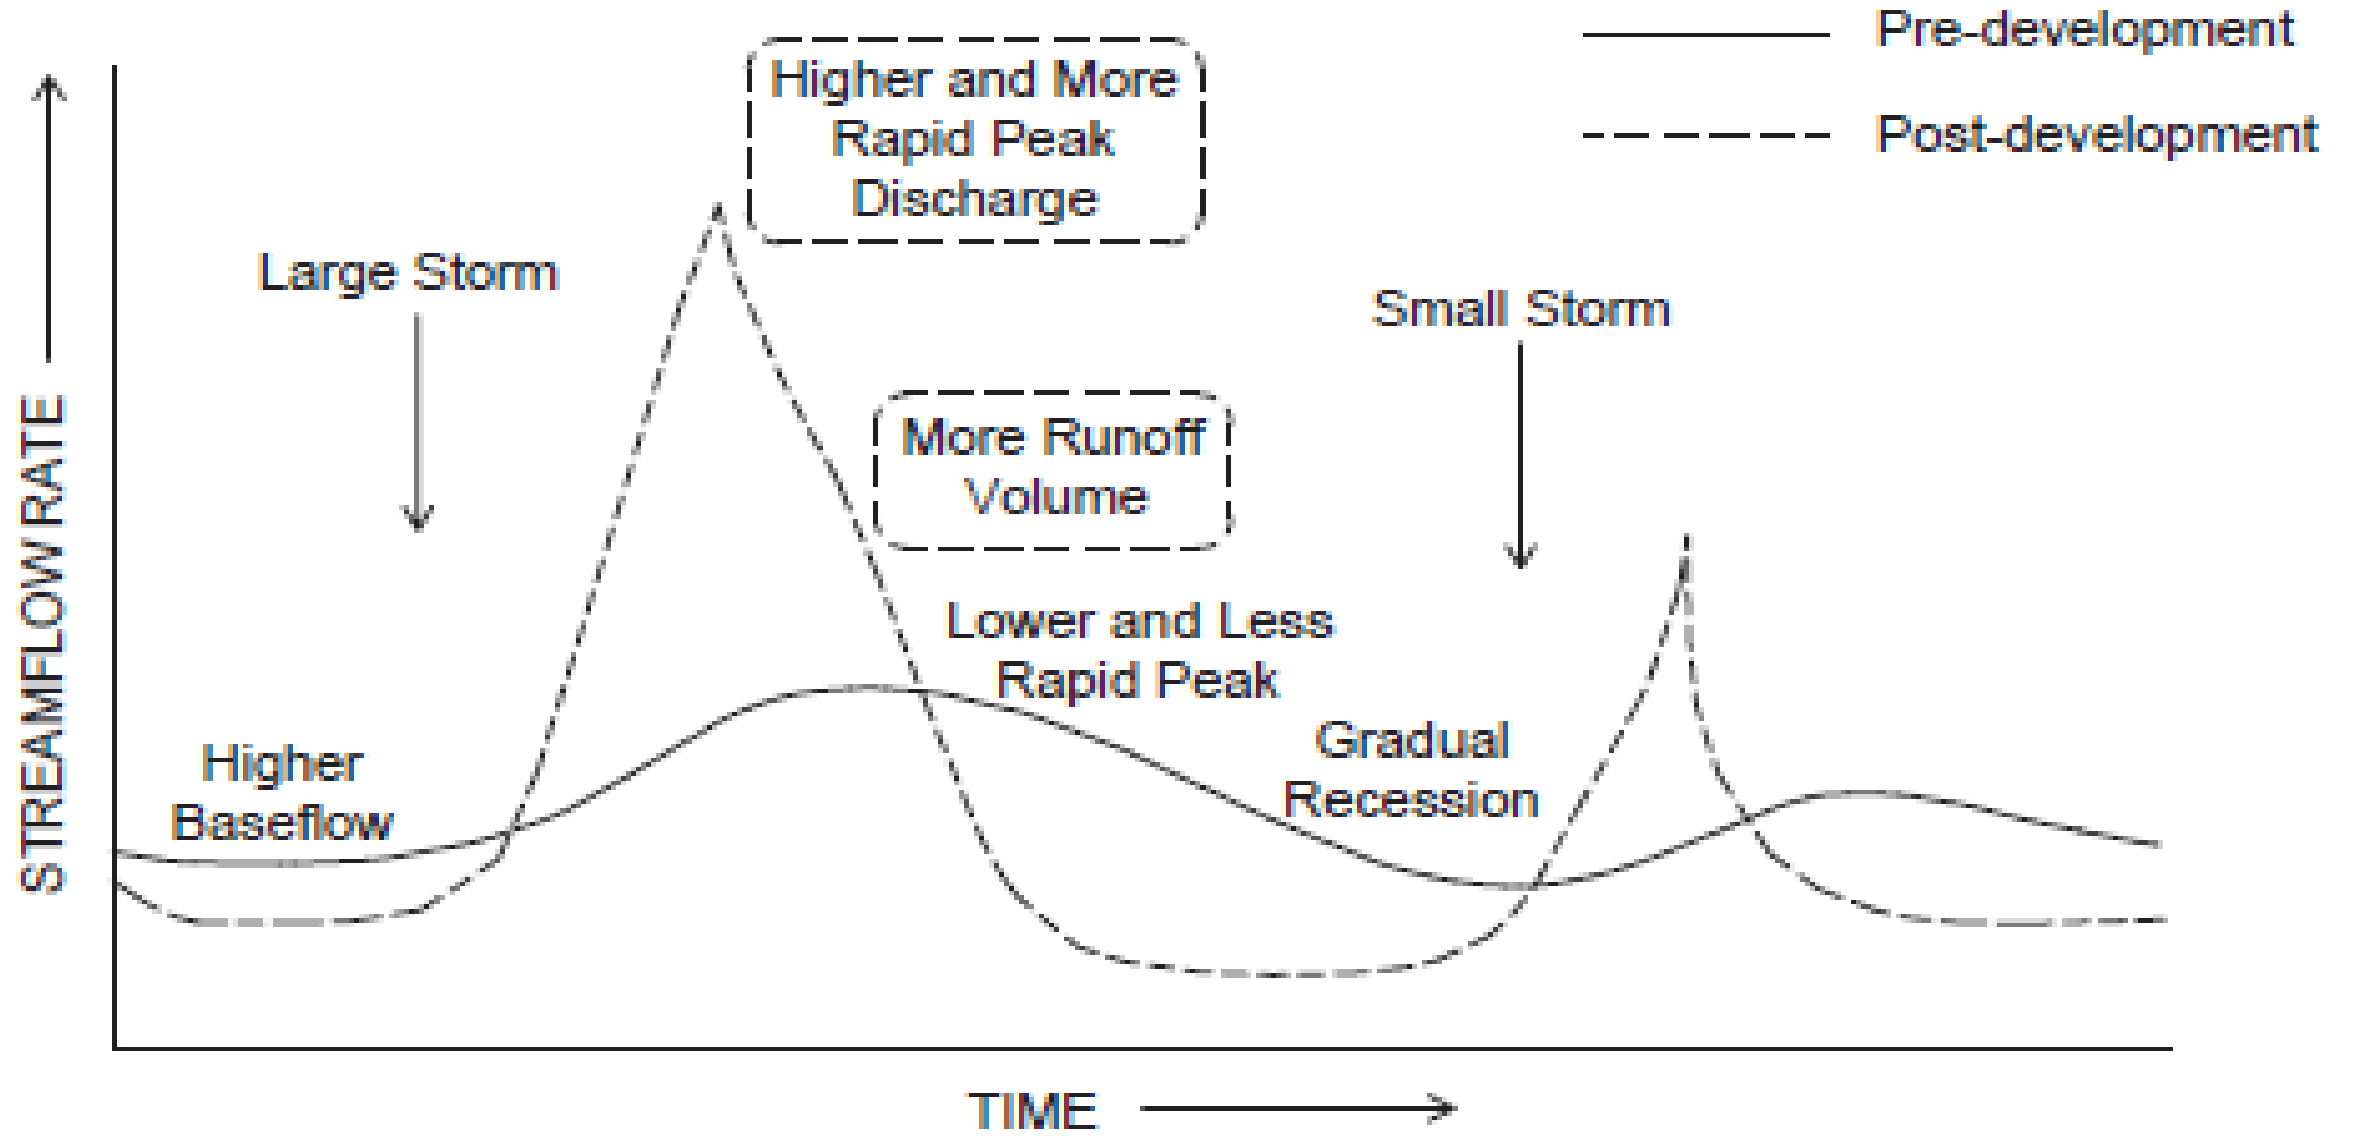 Pre-development
Post-development
Higher and More
Rapid Peak
Discharge
Large Storm
Small Storm
More Runoff
Volume
Lower and Less
Rapid Peak
Gradual
Recession
Higher
Baseflow
STREAMFLOW RATE
TIME